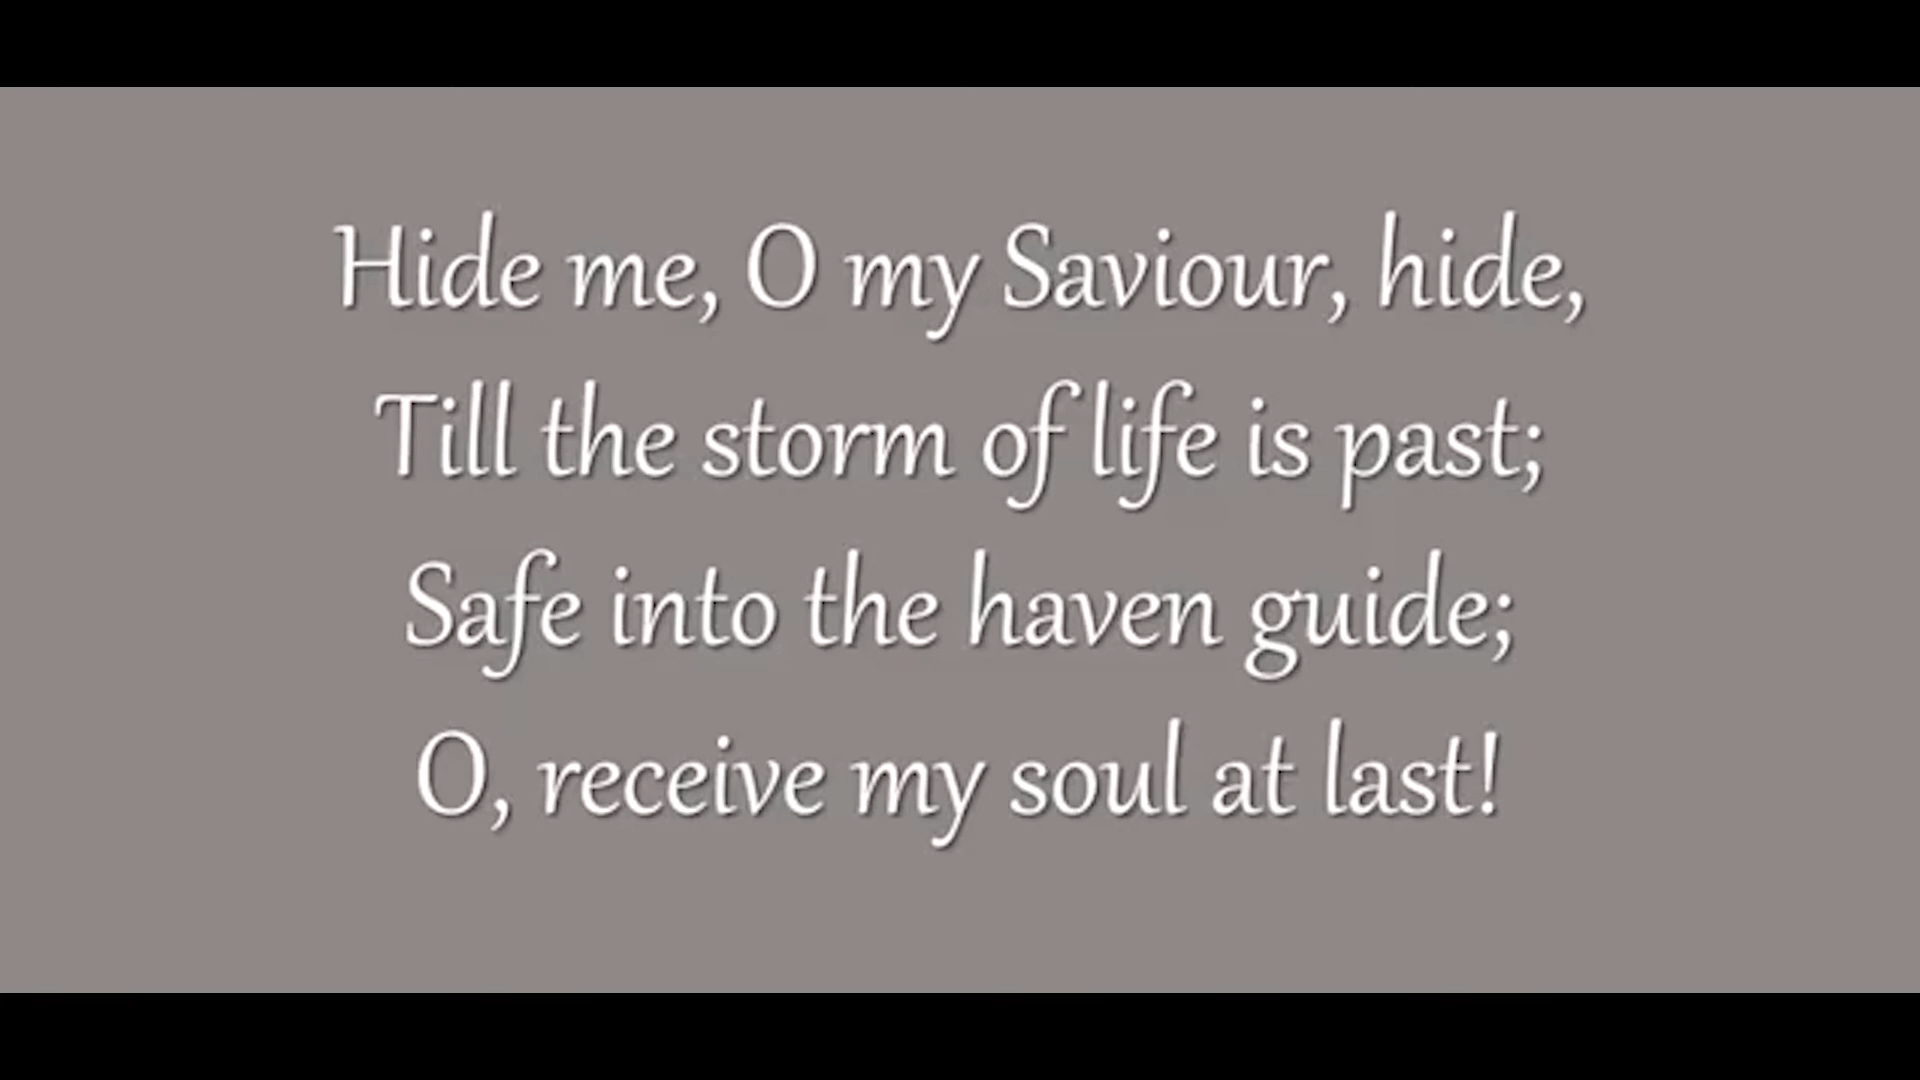 Hide me, O my Saviour, hide,
Till the storm of life is past;
Safe into the haven guide;
O, receive my soul at last!